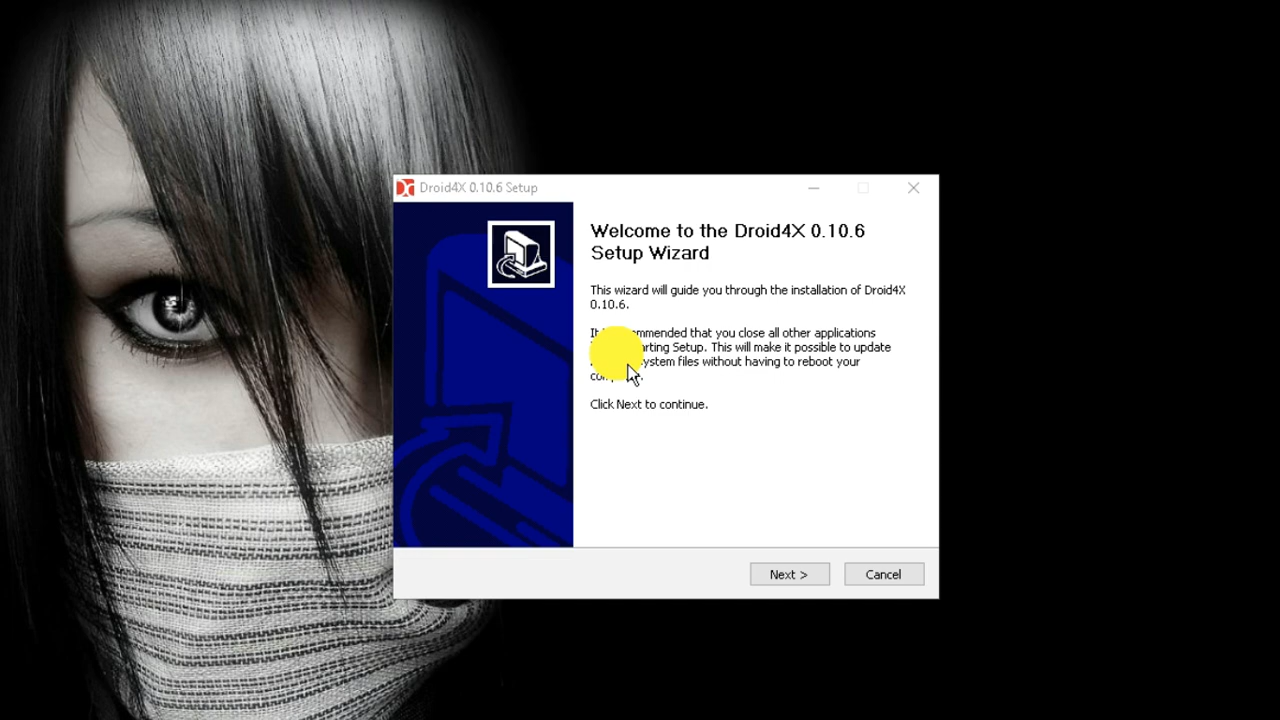 Droid4X 0.10.6 Setup
Welcome to the Droid4X 0.10.6
Setup Wizard
This wizard will guide you through the installation of Droid4X
0.10.6.
It mmended that you close all other applications
rting Setup. This will make it possible to update
ystem files without having to reboot your
Click Next to continue.
Next >
Cancel